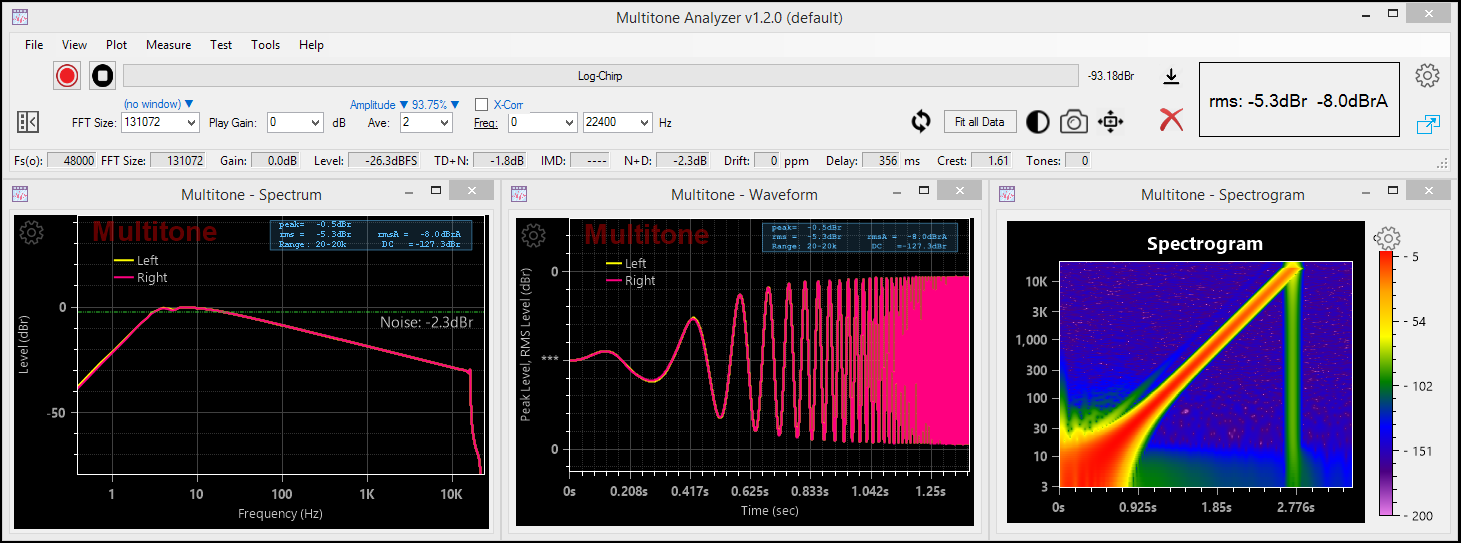 Multitone Analyzer v1.2.0 (default)
File View Plot Measure Test Tools Help
Log-Chirp -93.18dBr
rms: -5.3dBr -8.0dBrA
(no window) ▼ Amplitude ▼ 93.75% ▼ X-Corr
FFT Size: 131072 Play Gain: 0 dB Ave: 2 Freq: 0 22400 Hz Fit all Data
Fs(o): 48000 FFT Size: 131072 Gain: 0.0dB Level: -26.3dBFS TD+N: -1.8dB IMD: ---- N+D: -2.3dB Drift: 0 ppm Delay: 356 ms Crest: 1.61 Tones: 0
Multitone - Spectrum
Multitone
peak= -0.5dBr
rms = -5.3dBr rmsA = -8.0dBrA
Range: 20-20k DC =-127.3dBr
Left
Right
0
Noise: -2.3dBr
Level (dBr)
-50
1 10 100 1K 10K
Frequency (Hz)
Multitone - Waveform
Multitone
peak= -0.5dBr
rms = -5.3dBr rmsA = -8.0dBrA
Range: 20-20k DC =-127.3dBr
Left
Right
0
***
0
Peak Level, RMS Level (dBr)
0s 0.208s 0.417s 0.625s 0.833s 1.042s 1.25s
Time (sec)
Multitone - Spectrogram
Spectrogram
10K
3K
1,000
300
100
30
10
3
0s 0.925s 1.85s 2.776s
- 5
- 54
- 102
- 151
- 200